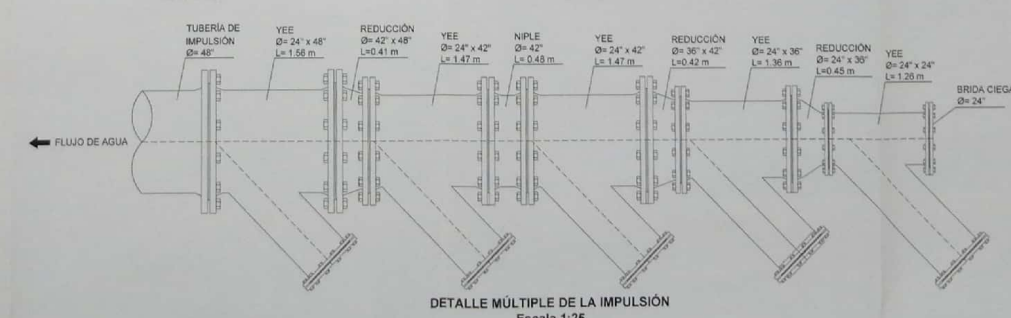 TUBERÍA DE
IMPULSIÓN
Ø= 48"
YEE
Ø= 24" x 48"
L= 1.56 m
REDUCCIÓN
Ø= 42" x 48"
L=0.41 m
YEE
Ø= 24" x 42"
L= 1.47 m
NIPLE
Ø= 42"
L= 0.48 m
YEE
Ø= 24" x 42"
L= 1.47 m
REDUCCIÓN
Ø= 36" x 42"
L=0.42 m
YEE
Ø= 24" x 36"
L= 1.36 m
REDUCCIÓN
Ø= 24" x 36"
L=0.45 m
YEE
Ø= 24" x 24"
L= 1.26 m
BRIDA CIEGA
Ø= 24"
FLUJO DE AGUA
DETALLE MÚLTIPLE DE LA IMPULSIÓN
Escala 1:25